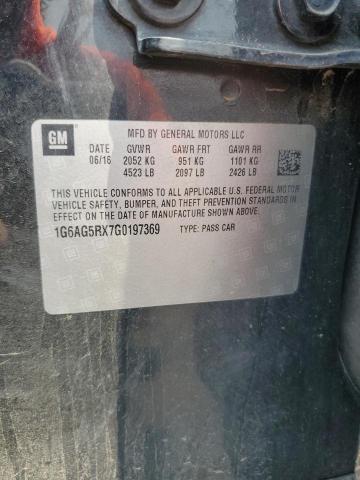 GM
MFD BY GENERAL MOTORS LLC
DATE GVWR GAWR FRT GAWR RR
06/16 2052 KG 951 KG 1101 KG
4523 LB 2097 LB 2426 LB
THIS VEHICLE CONFORMS TO ALL APPLICABLE U.S. FEDERAL MOTOR
VEHICLE SAFETY, BUMPER, AND THEFT PREVENTION STANDARDS IN
EFFECT ON THE DATE OF MANUFACTURE SHOWN ABOVE.
1G6AG5RX7G0197369 TYPE: PASS CAR